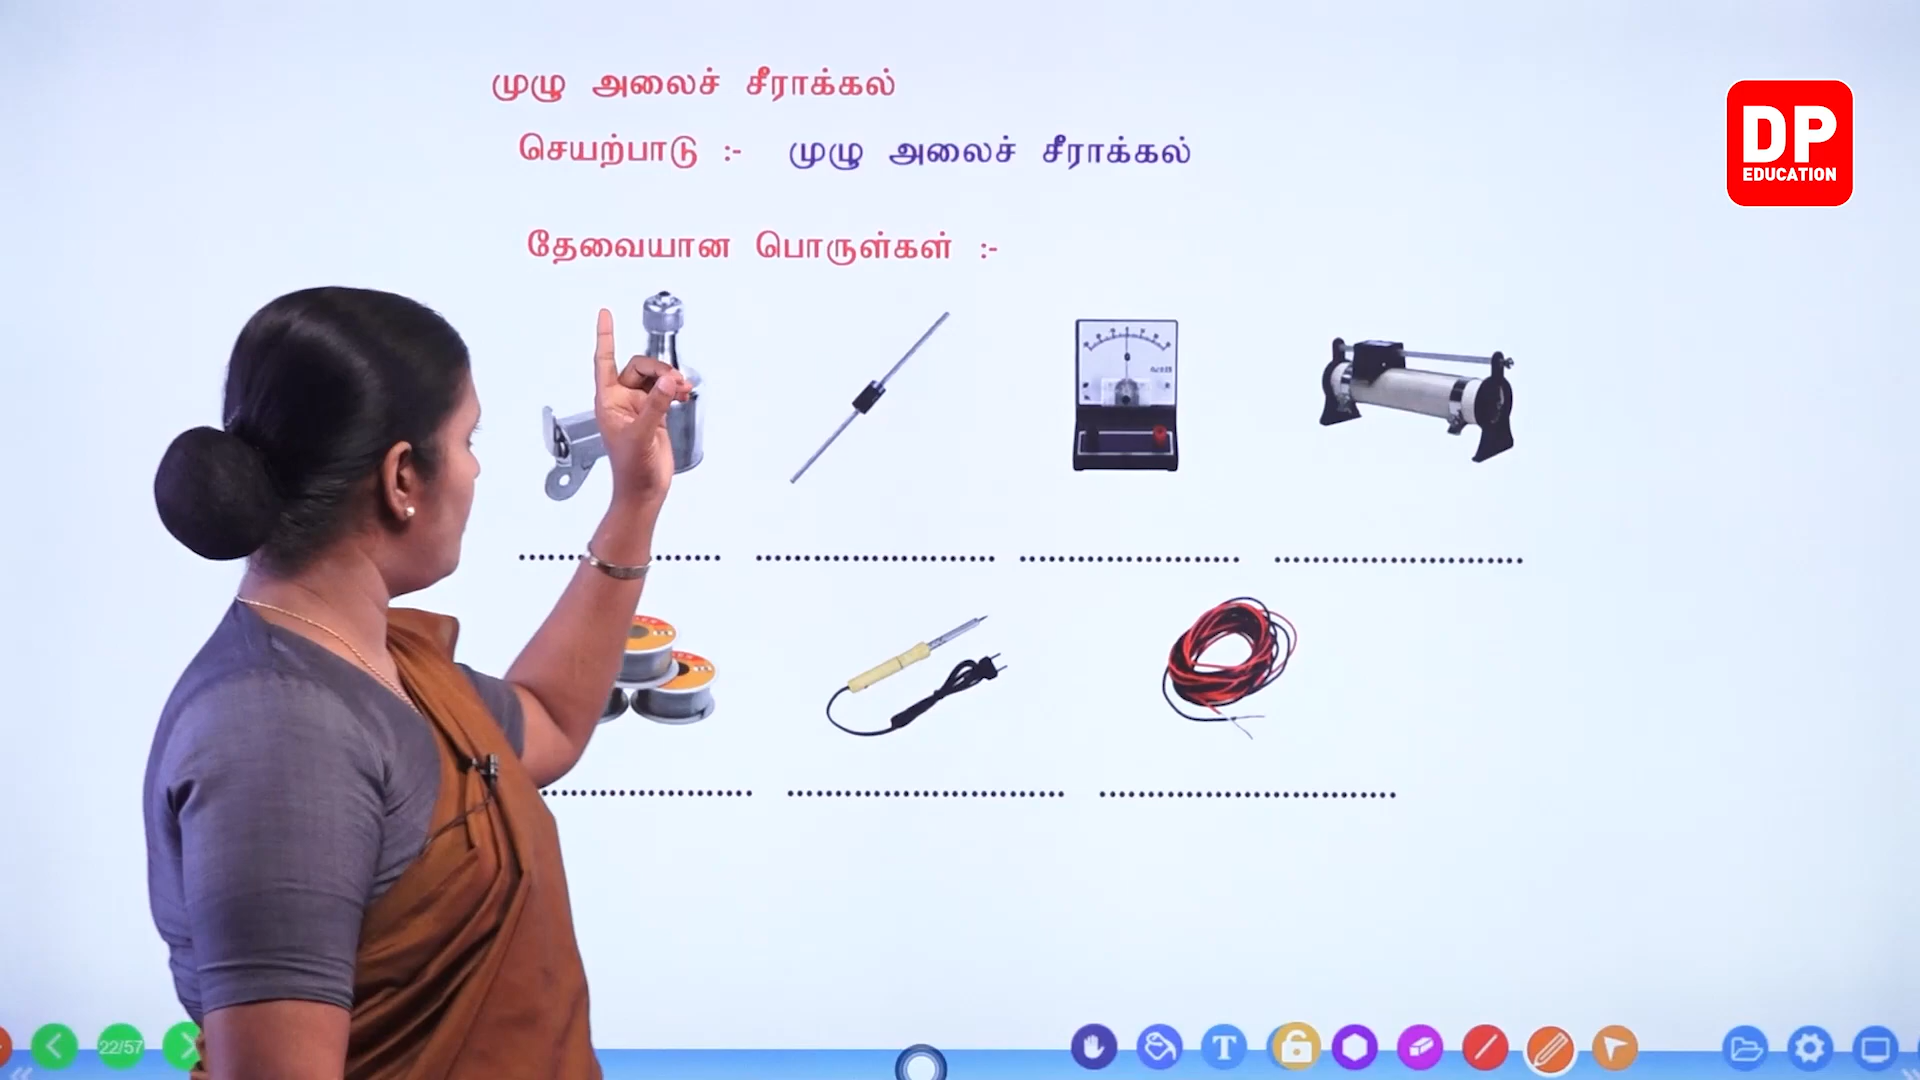 முழு அலைச் சீராக்கல்
செயற்பாடு :- முழு அலைச் சீராக்கல்
தேவையான பொருள்கள் :-
DP
EDUCATION
22/57
T